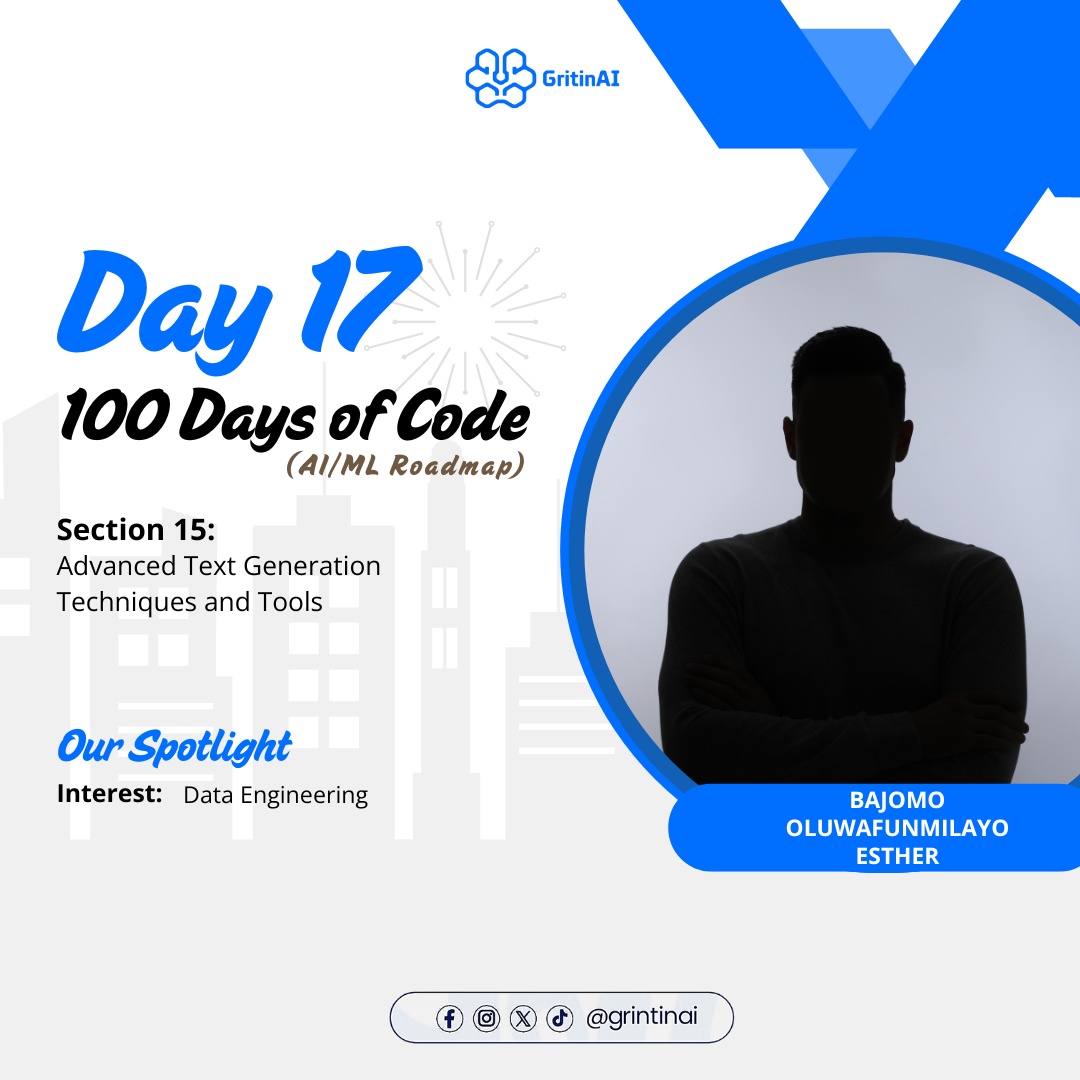 GritinAI
Day 17
100 Days of Code
(AI/ML Roadmap)
Section 15:
Advanced Text Generation
Techniques and Tools
Our Spotlight
Interest: Data Engineering
BAJOMO
OLUWAFUNMILAYO
ESTHER
@grintinai